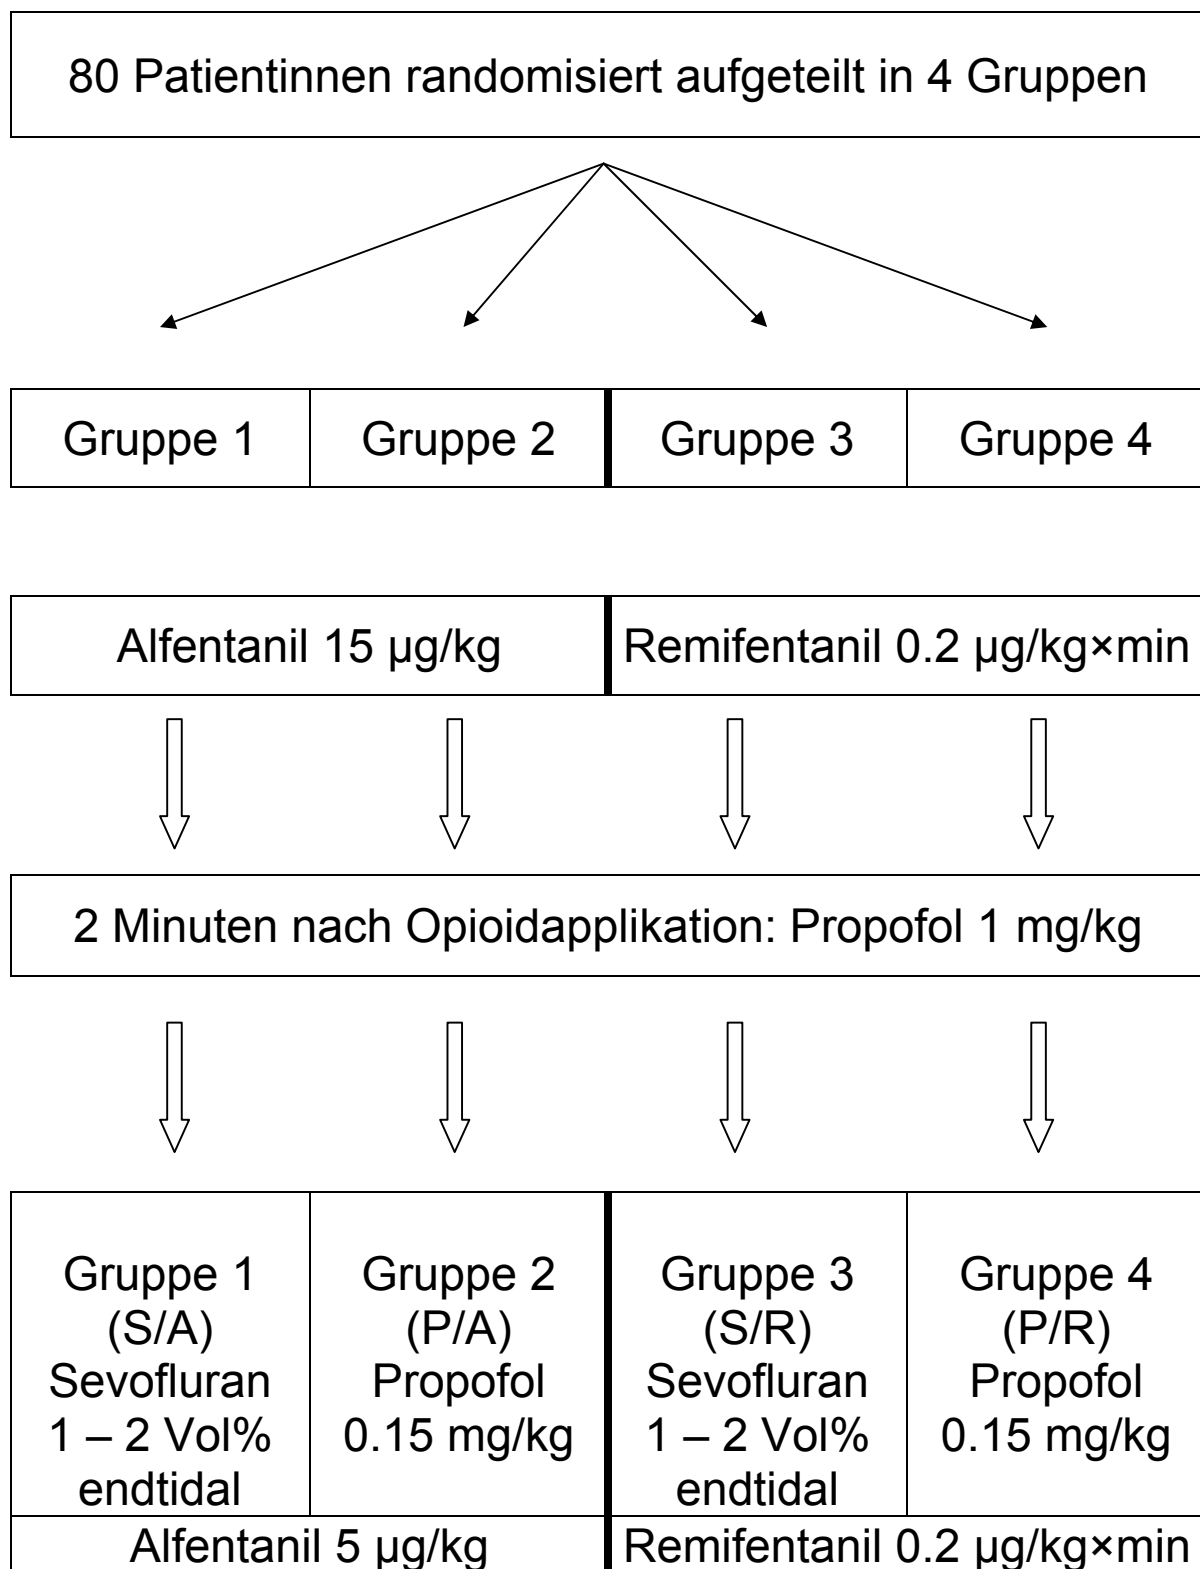 80 Patientinnen randomisiert aufgeteilt in 4 Gruppen
Gruppe 1
Gruppe 2
Gruppe 3
Gruppe 4
Alfentanil 15 µg/kg
Remifentanil 0.2 µg/kg×min
2 Minuten nach Opioidapplikation: Propofol 1 mg/kg
Gruppe 1
(S/A)
Sevofluran
1 – 2 Vol%
endtidal
Gruppe 2
(P/A)
Propofol
0.15 mg/kg
Gruppe 3
(S/R)
Sevofluran
1 – 2 Vol%
endtidal
Gruppe 4
(P/R)
Propofol
0.15 mg/kg
Alfentanil 5 µg/kg
Remifentanil 0.2 µg/kg×min